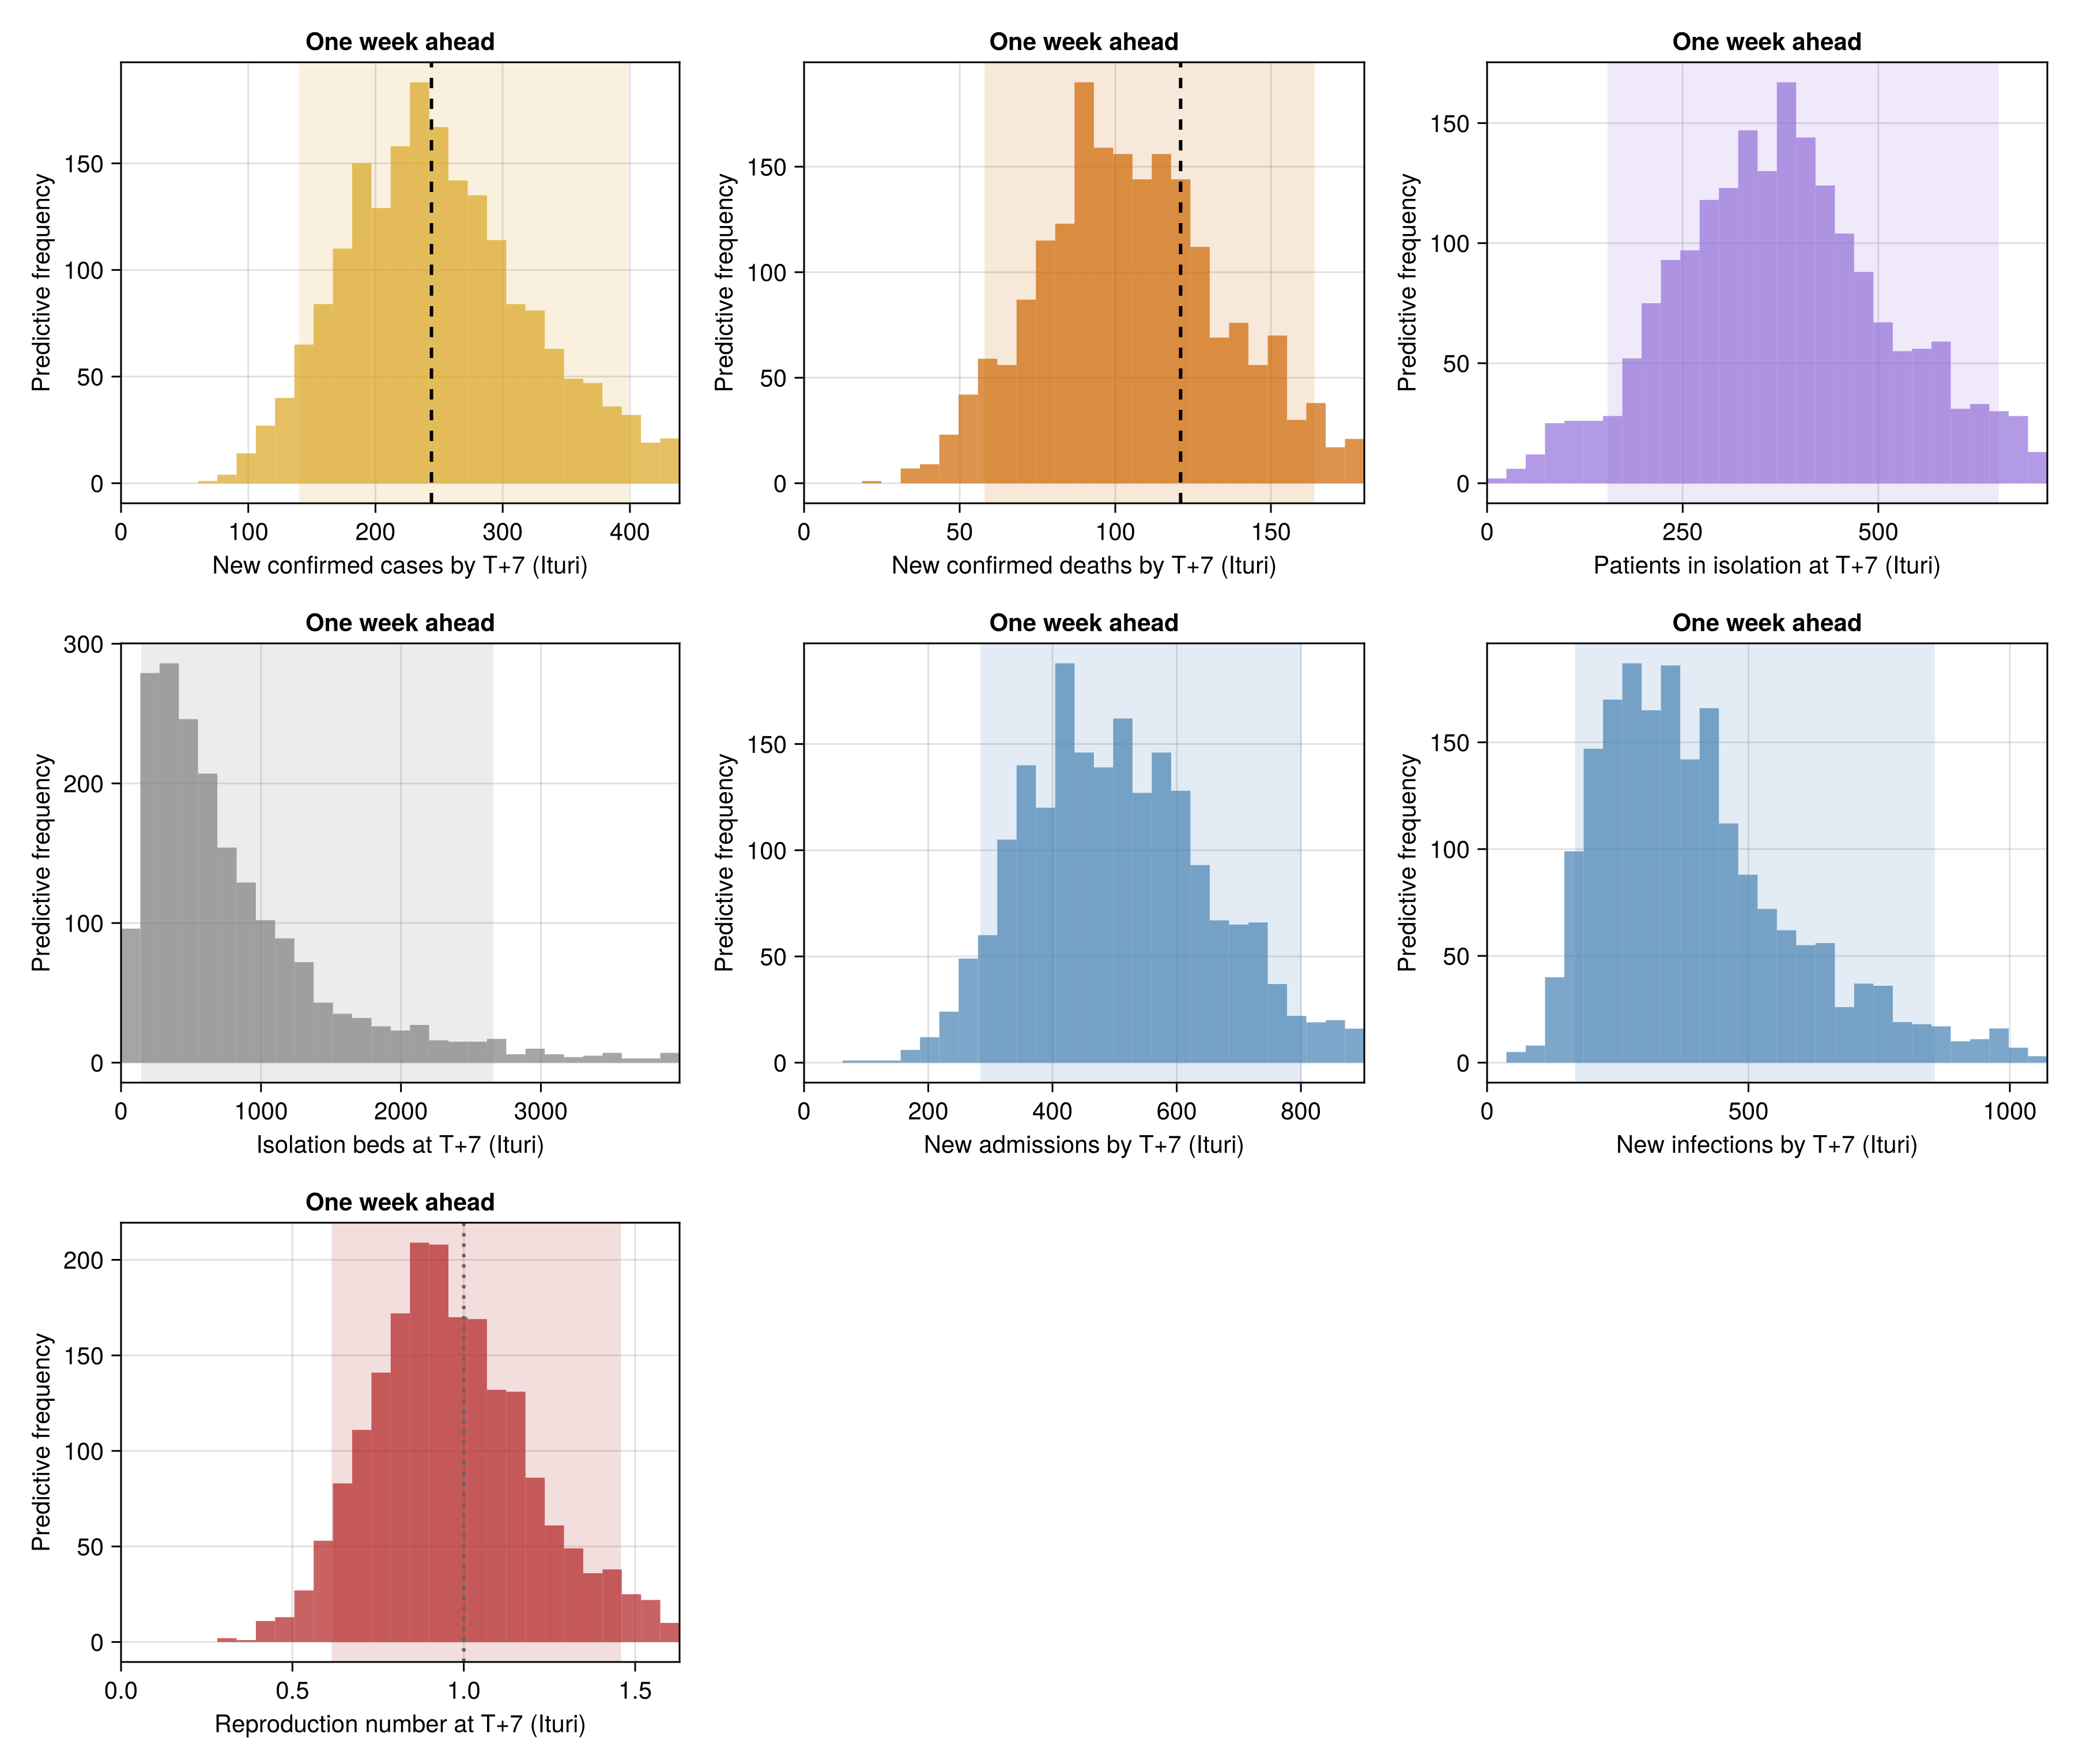 One week ahead
One week ahead
One week ahead
Predictive frequency
150
100
50
0
0
100
200
300
400
New confirmed cases by T+7 (Ituri)
Predictive frequency
150
100
50
0
0
50
100
150
New confirmed deaths by T+7 (Ituri)
Predictive frequency
150
100
50
0
0
250
500
Patients in isolation at T+7 (Ituri)
One week ahead
One week ahead
One week ahead
Predictive frequency
300
200
100
0
0
1000
2000
3000
Isolation beds at T+7 (Ituri)
Predictive frequency
150
100
50
0
0
200
400
600
800
New admissions by T+7 (Ituri)
Predictive frequency
150
100
50
0
0
500
1000
New infections by T+7 (Ituri)
One week ahead
Predictive frequency
200
150
100
50
0
0.0
0.5
1.0
1.5
Reproduction number at T+7 (Ituri)